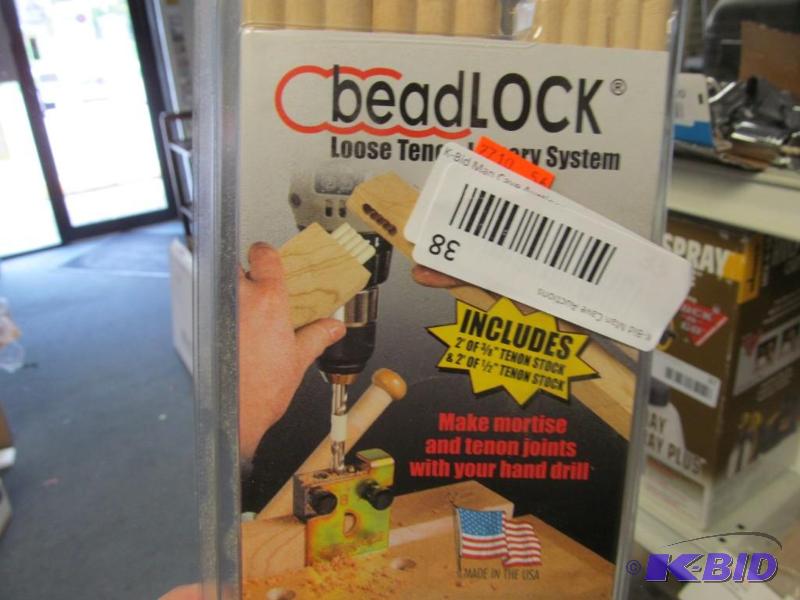 beadLOCK®
Loose Tenon Joinery System
K-Bid Man Cave Auctions
38
K-Bid Man Cave Auctions
INCLUDES
2' OF 3/8" TENON STOCK
& 2' OF 1/2" TENON STOCK
Make mortise
and tenon joints
with your hand drill
MADE IN THE USA
SPRAY
© K-BID